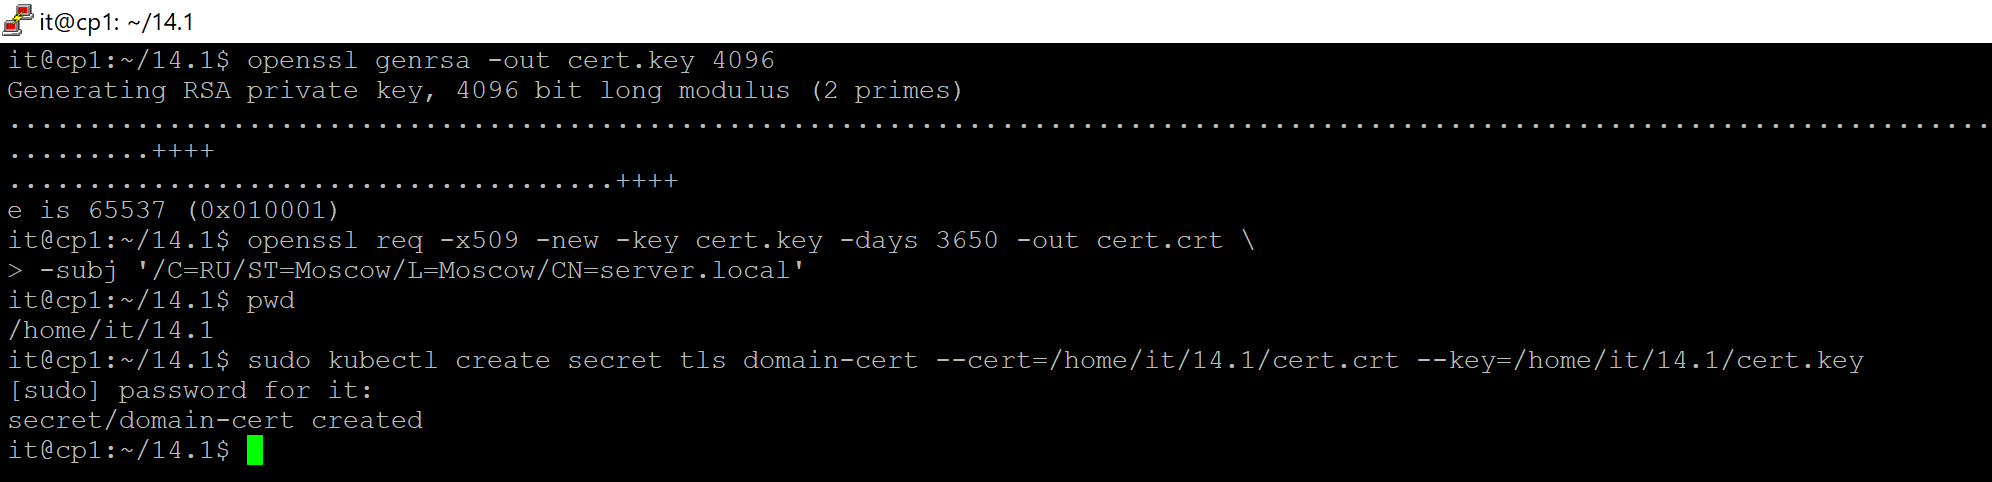 it@cp1: ~/14.1
it@cp1:~/14.1$ openssl genrsa -out cert.key 4096
Generating RSA private key, 4096 bit long modulus (2 primes)
............................................................................................................................
.........++++
......................................++++
e is 65537 (0x010001)
it@cp1:~/14.1$ openssl req -x509 -new -key cert.key -days 3650 -out cert.crt \
> -subj '/C=RU/ST=Moscow/L=Moscow/CN=server.local'
it@cp1:~/14.1$ pwd
/home/it/14.1
it@cp1:~/14.1$ sudo kubectl create secret tls domain-cert --cert=/home/it/14.1/cert.crt --key=/home/it/14.1/cert.key
[sudo] password for it:
secret/domain-cert created
it@cp1:~/14.1$